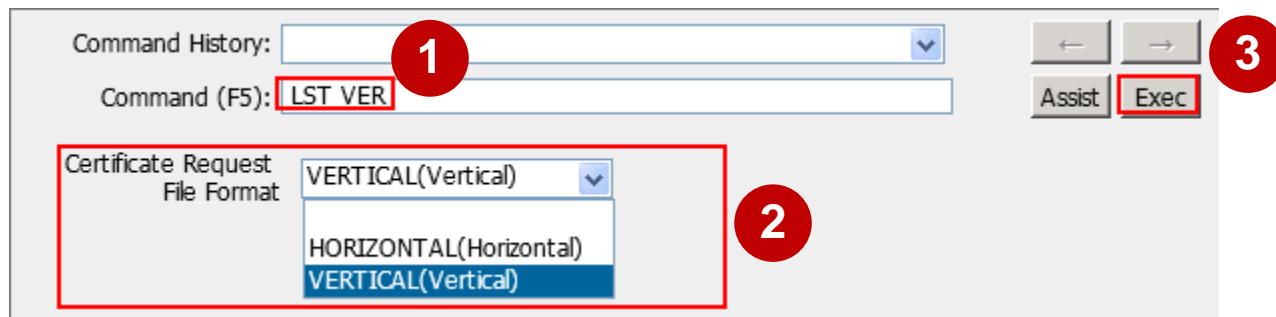 Command History:
1
← →
3
Command (F5): LST VER
Assist Exec
Certificate Request
File Format
VERTICAL(Vertical)
HORIZONTAL(Horizontal)
VERTICAL(Vertical)
2